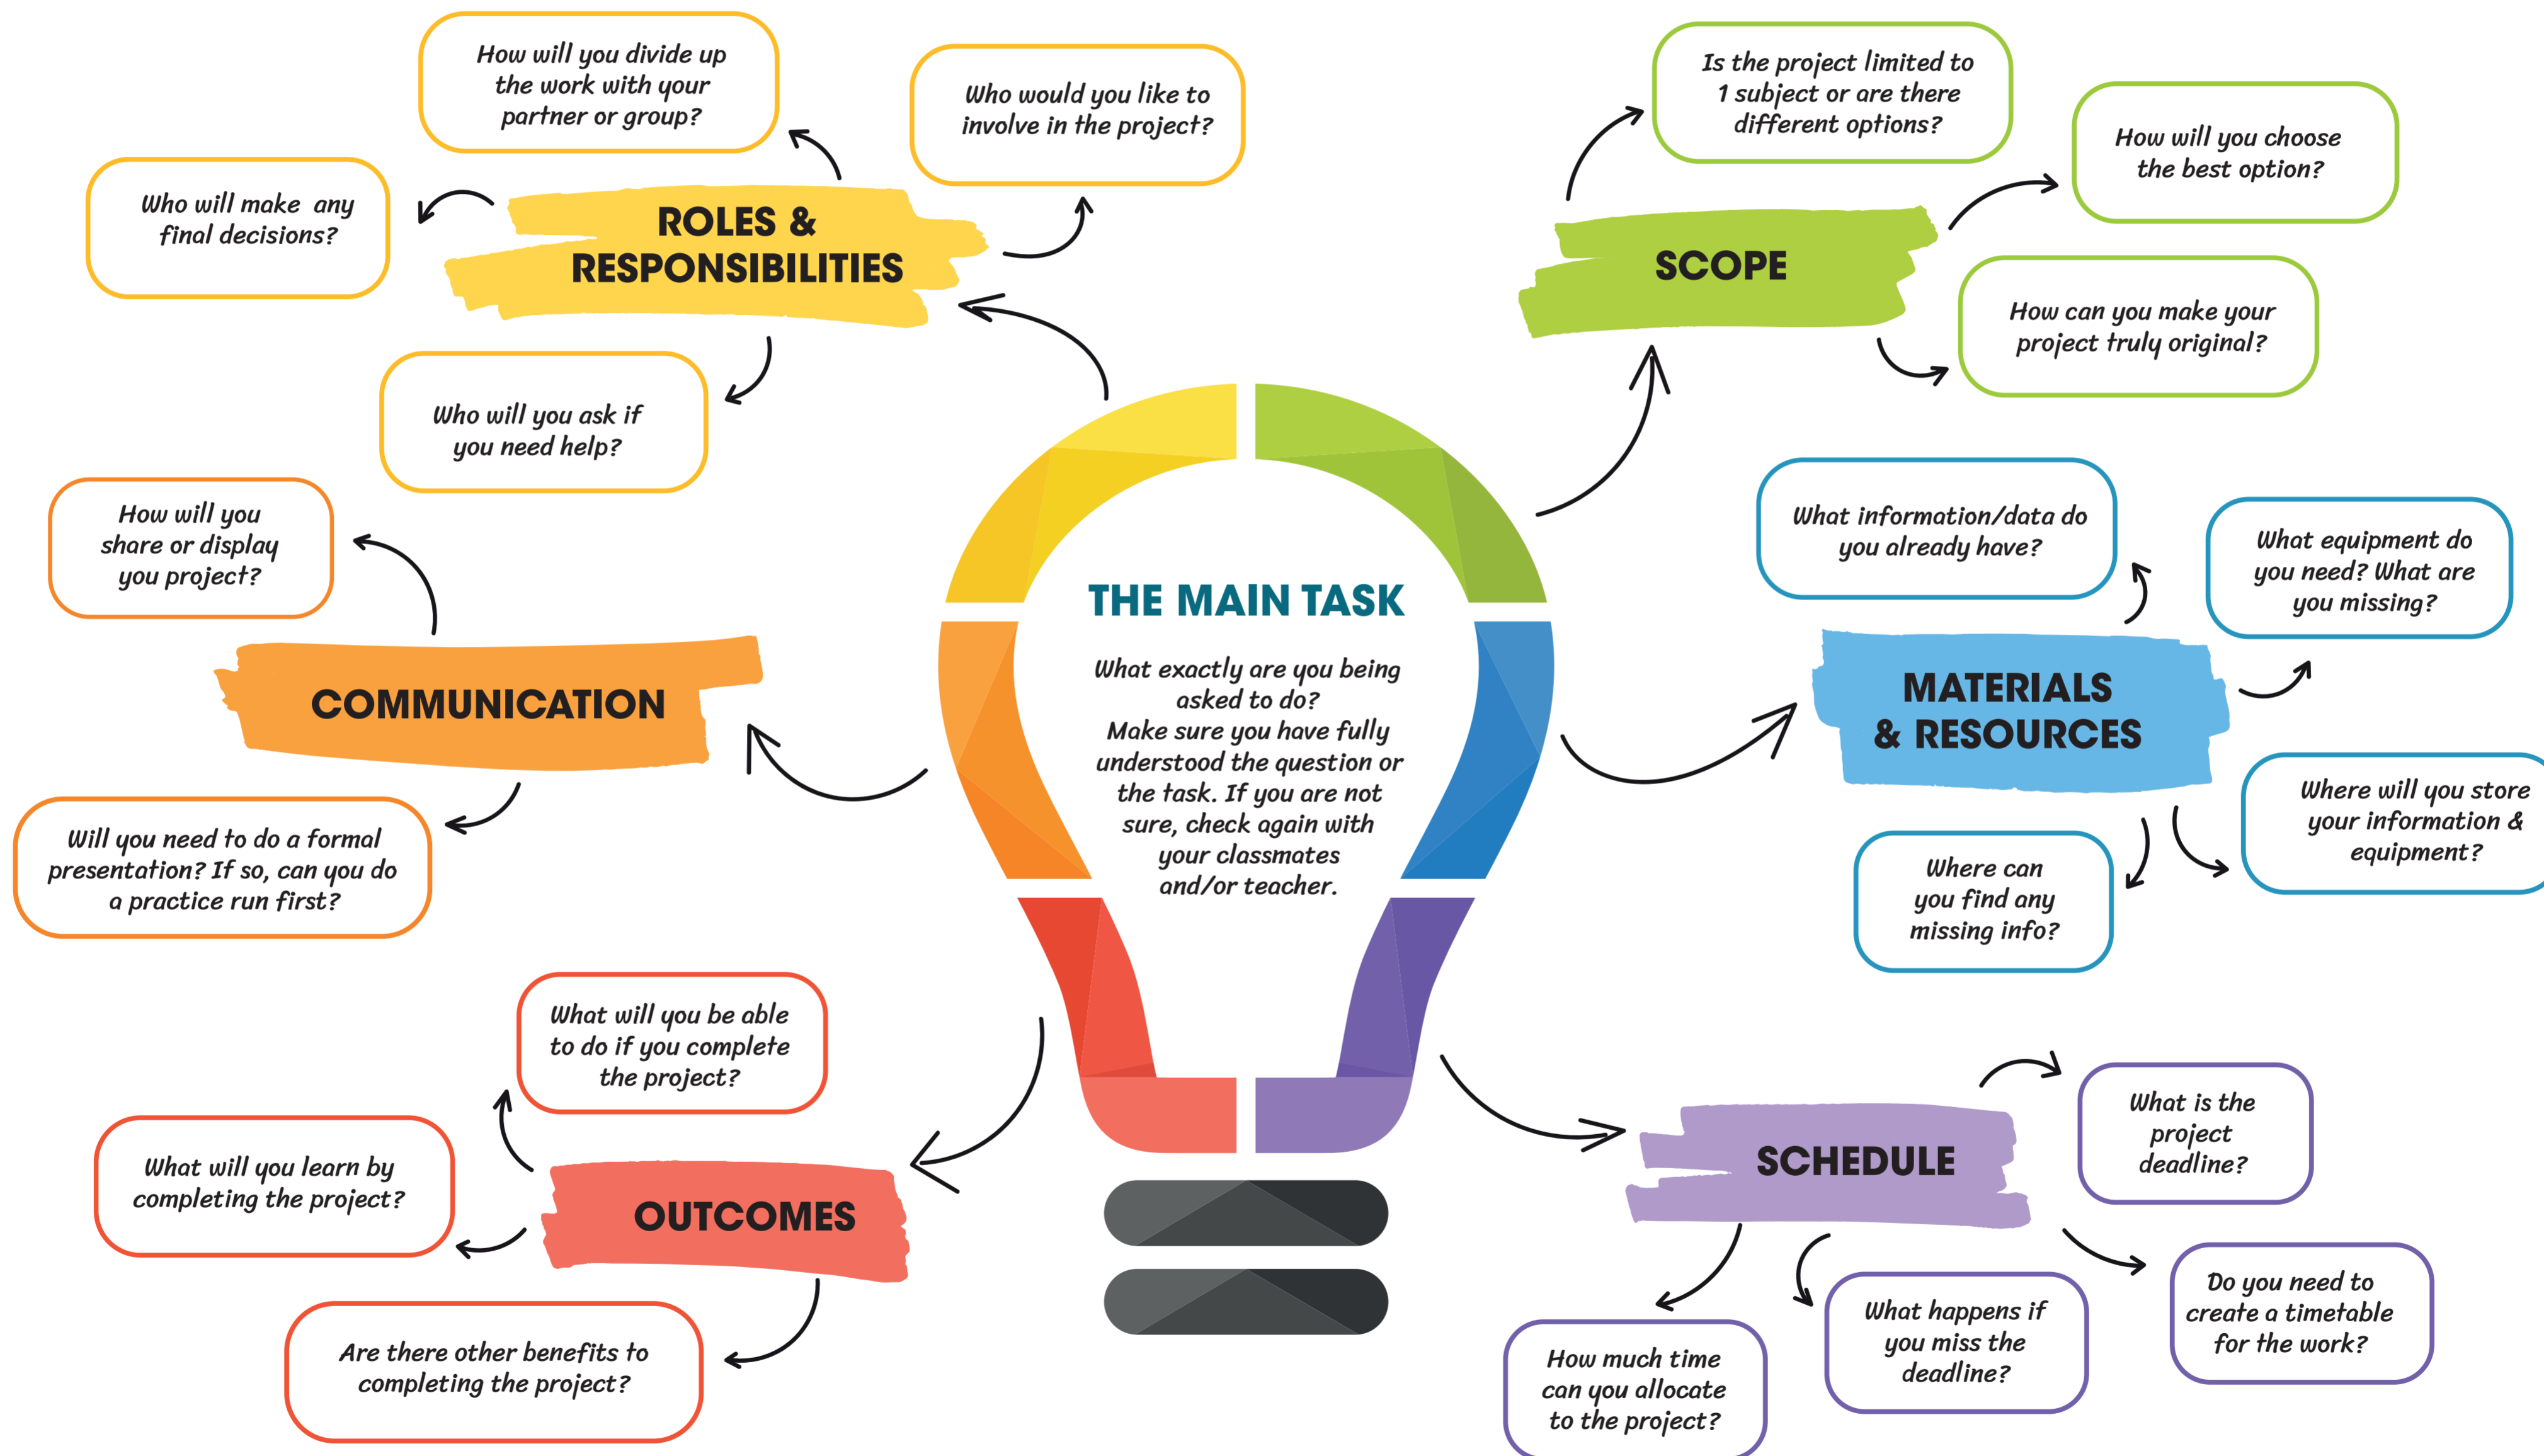 How will you divide up
the work with your
partner or group?
Who would you like to
involve in the project?
Who will make any
final decisions?
ROLES &
RESPONSIBILITIES
Who will you ask if
you need help?
Is the project limited to
1 subject or are there
different options?
How will you choose
the best option?
SCOPE
How can you make your
project truly original?
How will you
share or display
you project?
COMMUNICATION
Will you need to do a formal
presentation? If so, can you do
a practice run first?
THE MAIN TASK
What exactly are you being
asked to do?
Make sure you have fully
understood the question or
the task. If you are not
sure, check again with
your classmates
and/or teacher.
What information/data do
you already have?
What equipment do
you need? What are
you missing?
MATERIALS
& RESOURCES
Where will you store
your information &
equipment?
Where can
you find any
missing info?
What will you be able
to do if you complete
the project?
What will you learn by
completing the project?
OUTCOMES
Are there other benefits to
completing the project?
What is the
project
deadline?
SCHEDULE
Do you need to
create a timetable
for the work?
What happens if
you miss the
deadline?
How much time
can you allocate
to the project?